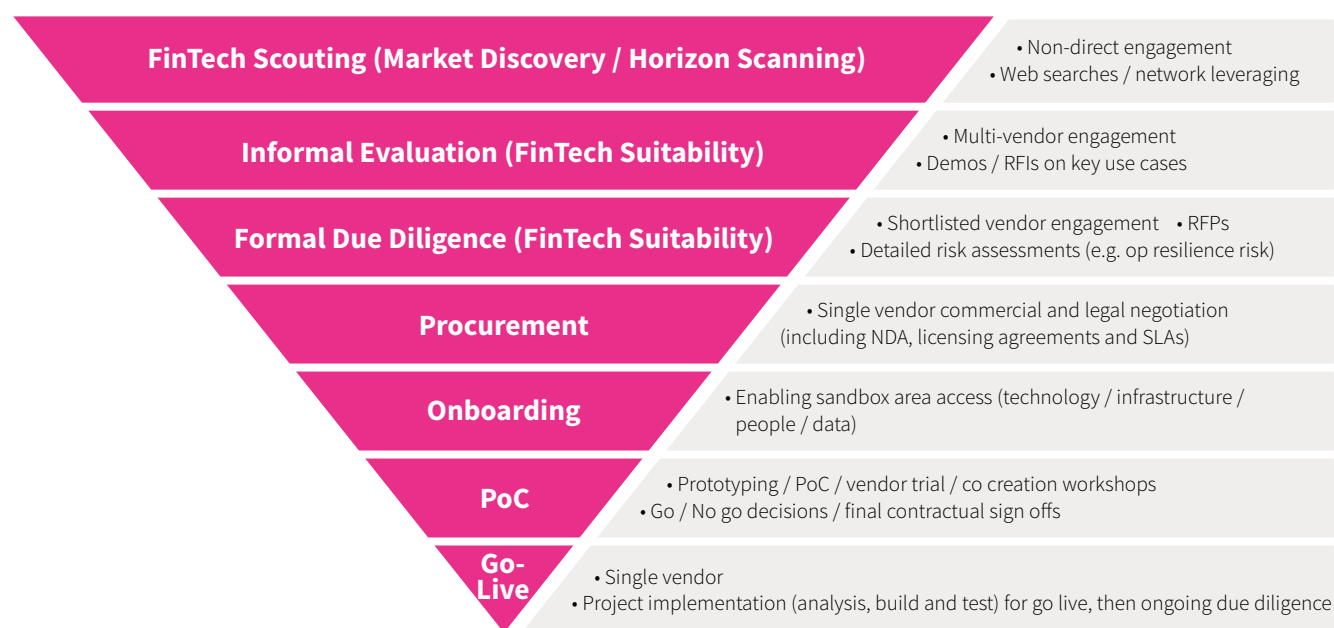 FinTech Scouting (Market Discovery / Horizon Scanning)
• Non-direct engagement
• Web searches / network leveraging
Informal Evaluation (FinTech Suitability)
• Multi-vendor engagement
• Demos / RFIs on key use cases
Formal Due Diligence (FinTech Suitability)
• Shortlisted vendor engagement • RFPs
• Detailed risk assessments (e.g. op resilience risk)
Procurement
• Single vendor commercial and legal negotiation
(including NDA, licensing agreements and SLAs)
Onboarding
• Enabling sandbox area access (technology / infrastructure /
people / data)
PoC
• Prototyping / PoC / vendor trial / co creation workshops
• Go / No go decisions / final contractual sign offs
Go-
Live
• Single vendor
• Project implementation (analysis, build and test) for go live, then ongoing due diligence